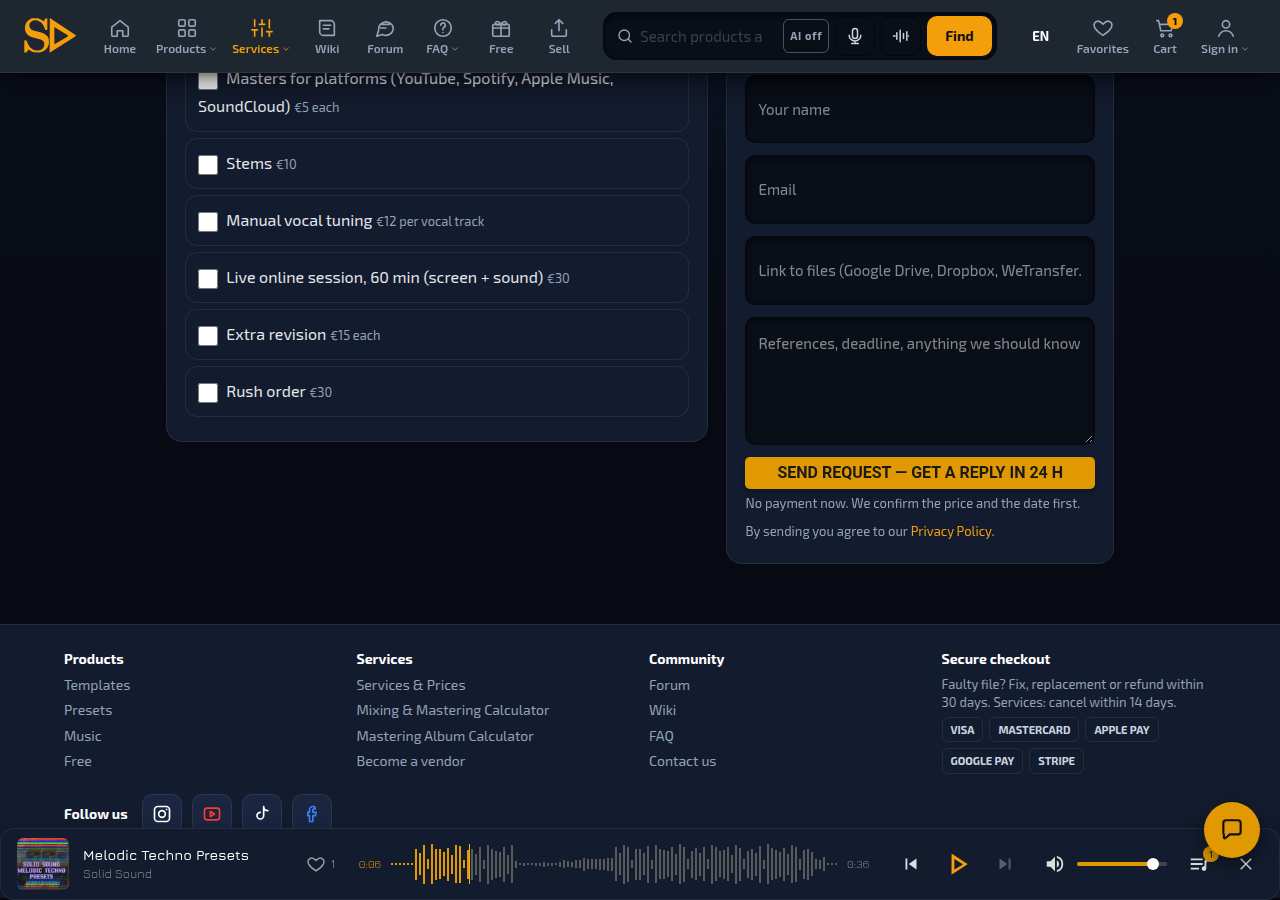 SD
Home
Products
Services
Wiki
Forum
FAQ
Free
Sell
Search products a
AI off
Find
EN
Favorites
1
Cart
Sign in
Masters for platforms (YouTube, Spotify, Apple Music,
SoundCloud) €5 each
Stems €10
Manual vocal tuning €12 per vocal track
Live online session, 60 min (screen + sound) €30
Extra revision €15 each
Rush order €30
Your name
Email
Link to files (Google Drive, Dropbox, WeTransfer.
References, deadline, anything we should know
SEND REQUEST — GET A REPLY IN 24 H
No payment now. We confirm the price and the date first.
By sending you agree to our Privacy Policy.
Products
Templates
Presets
Music
Free
Services
Services & Prices
Mixing & Mastering Calculator
Mastering Album Calculator
Become a vendor
Community
Forum
Wiki
FAQ
Contact us
Secure checkout
Faulty file? Fix, replacement or refund within
30 days. Services: cancel within 14 days.
VISA
MASTERCARD
APPLE PAY
GOOGLE PAY
STRIPE
Follow us
SOLID SOUND
MELODIC TECHNO
PRESETS
Melodic Techno Presets
Solid Sound
1
0:06
0:36
1